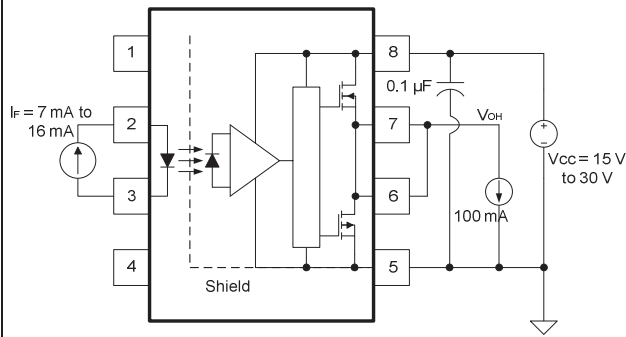 1
8
0.1 µF
IF = 7 mA to
16 mA
2
7
VOH
+
−
VCC = 15 V
to 30 V
3
6
100 mA
4
5
Shield